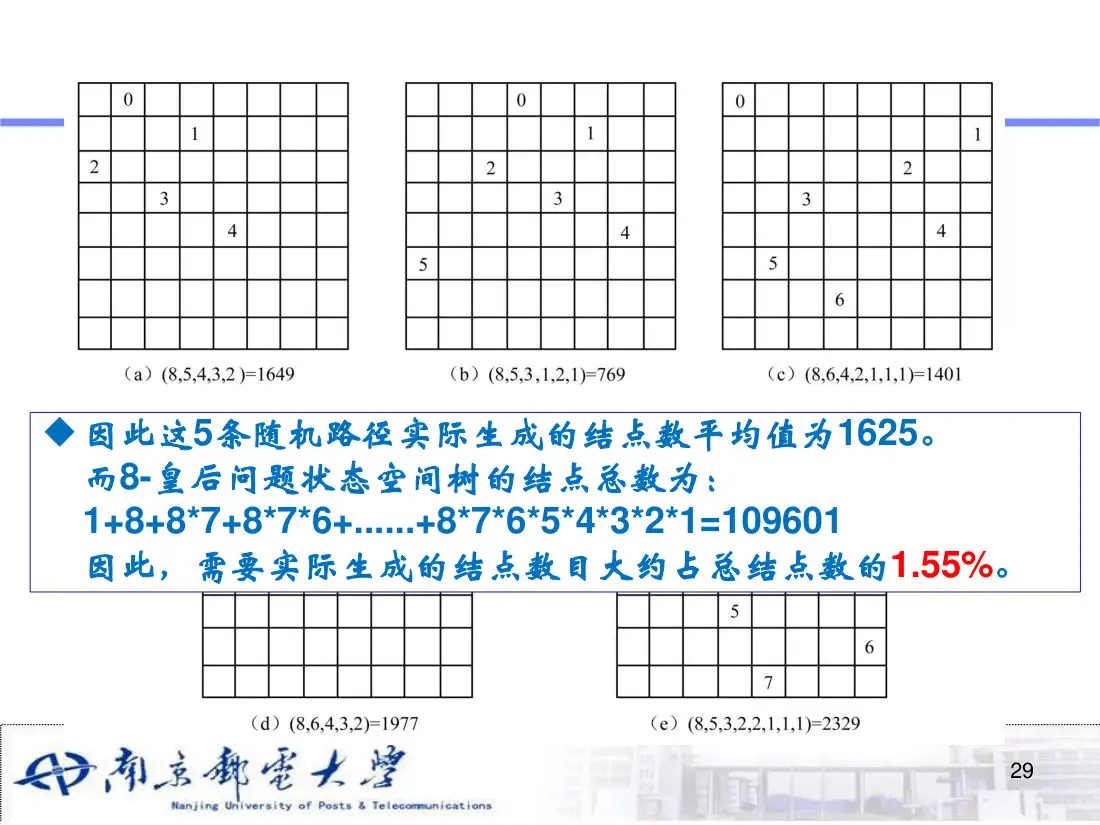 0
0
0
1
1
1
2
2
2
3
3
3
4
4
4
5
5
6
（a）(8,5,4,3,2 )=1649
（b）(8,5,3,1,2,1)=769
（c）(8,6,4,2,1,1,1)=1401
◆ 因此这5条随机路径实际生成的结点数平均值为1625。
而8-皇后问题状态空间树的结点总数为：
1+8+8*7+8*7*6+......+8*7*6*5*4*3*2*1=109601
因此，需要实际生成的结点数目大约占总结点数的1.55%。
5
6
7
（d）(8,6,4,3,2)=1977
（e）(8,5,3,2,2,1,1,1)=2329
南京邮电大学
Nanjing University of Posts & Telecommunications
29